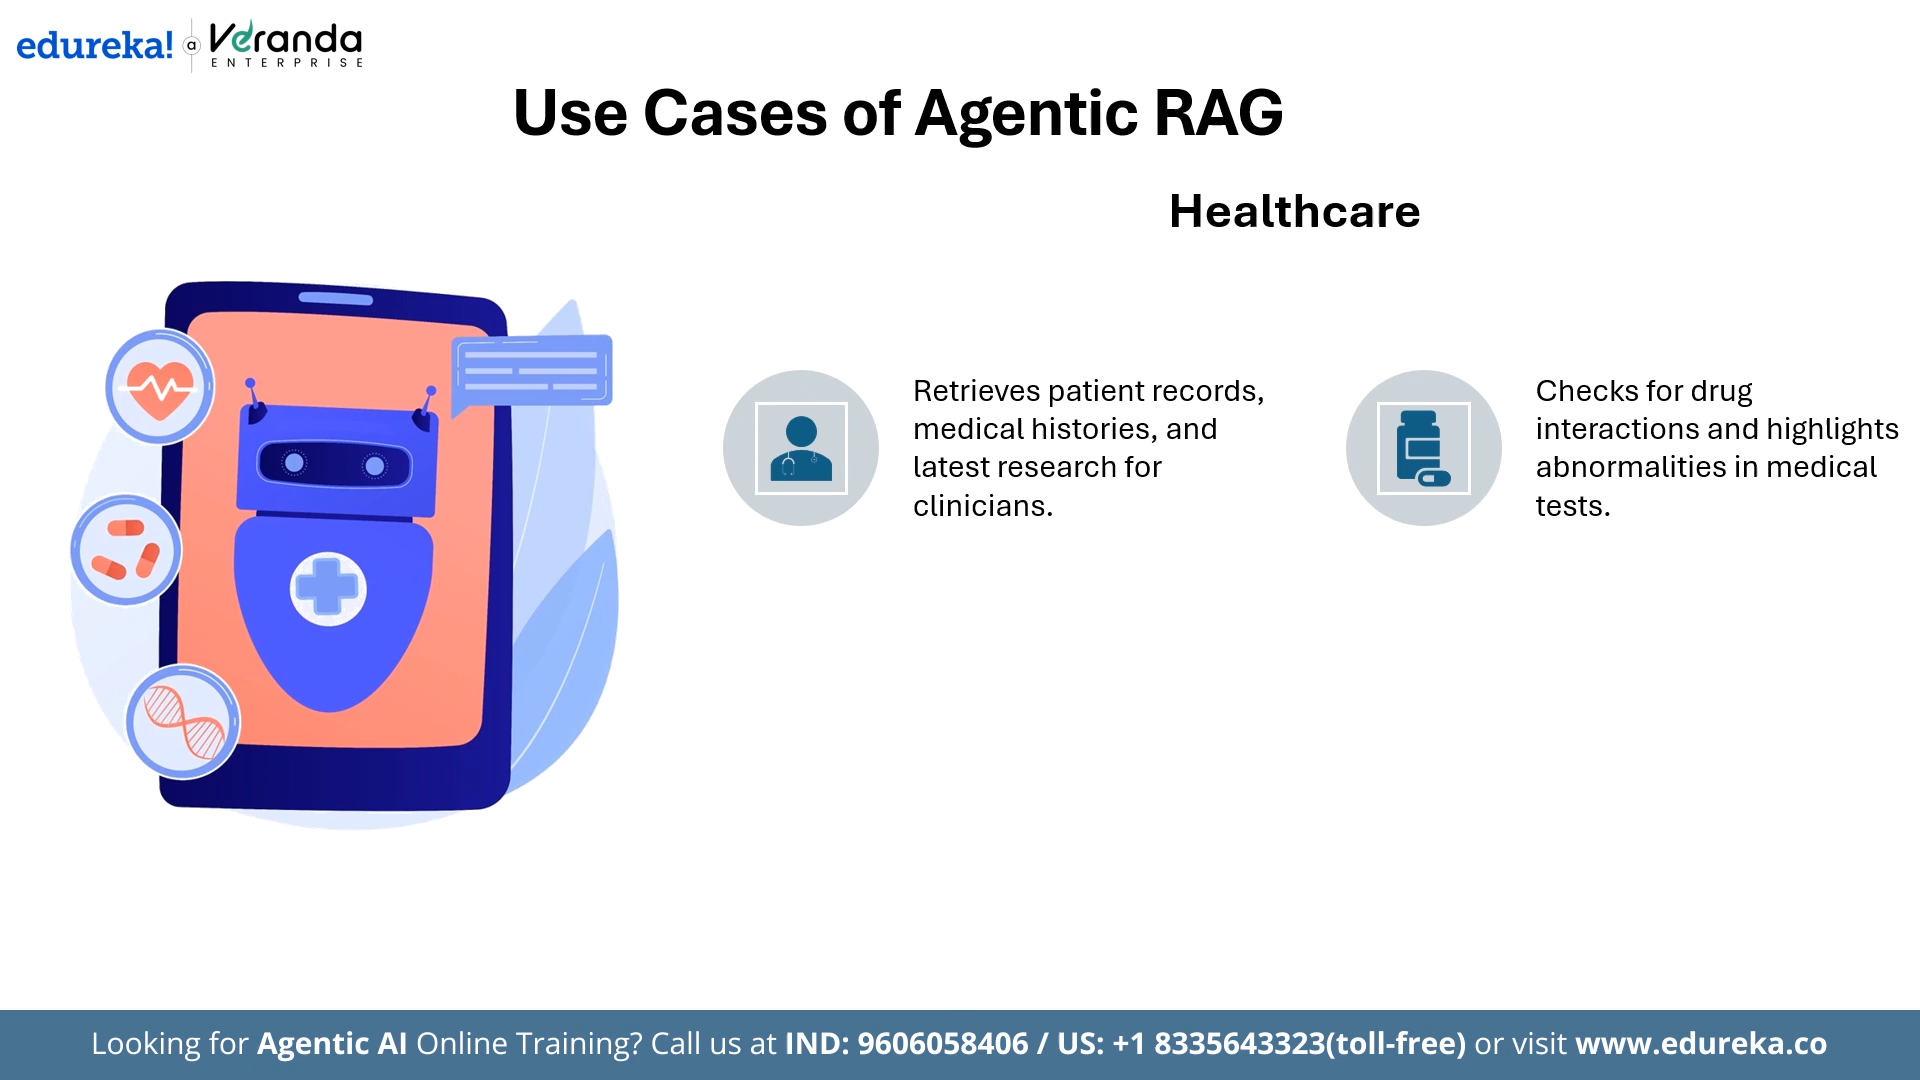 edureka! a Veranda
ENTERPRISE
Use Cases of Agentic RAG
Healthcare
Retrieves patient records,
medical histories, and
latest research for
clinicians.
Checks for drug
interactions and highlights
abnormalities in medical
tests.
Looking for Agentic AI Online Training? Call us at IND: 9606058406 / US: +1 8335643323(toll-free) or visit www.edureka.co